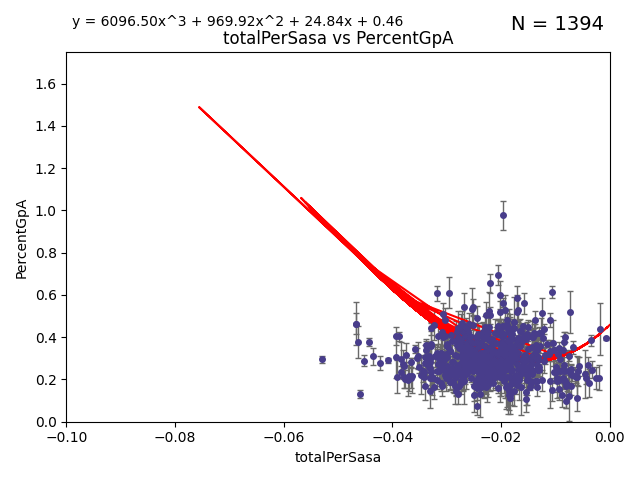 y = 6096.50x^3 + 969.92x^2 + 24.84x + 0.46
N = 1394
totalPerSasa vs PercentGpA
PercentGpA
1.6
1.4
1.2
1.0
0.8
0.6
0.4
0.2
0.0
−0.10 −0.08 −0.06 −0.04 −0.02 0.00
totalPerSasa